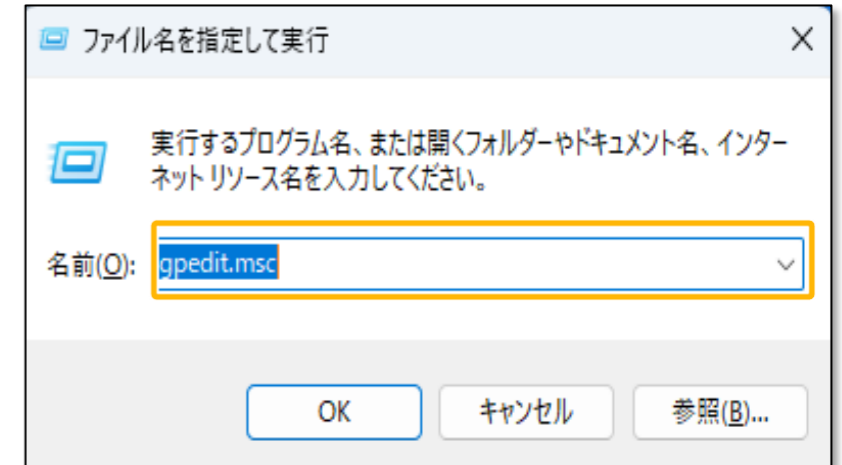 ファイル名を指定して実行
実行するプログラム名、または開くフォルダーやドキュメント名、インター
ネット リソース名を入力してください。
名前(O): gpedit.msc
OK キャンセル 参照(B)...